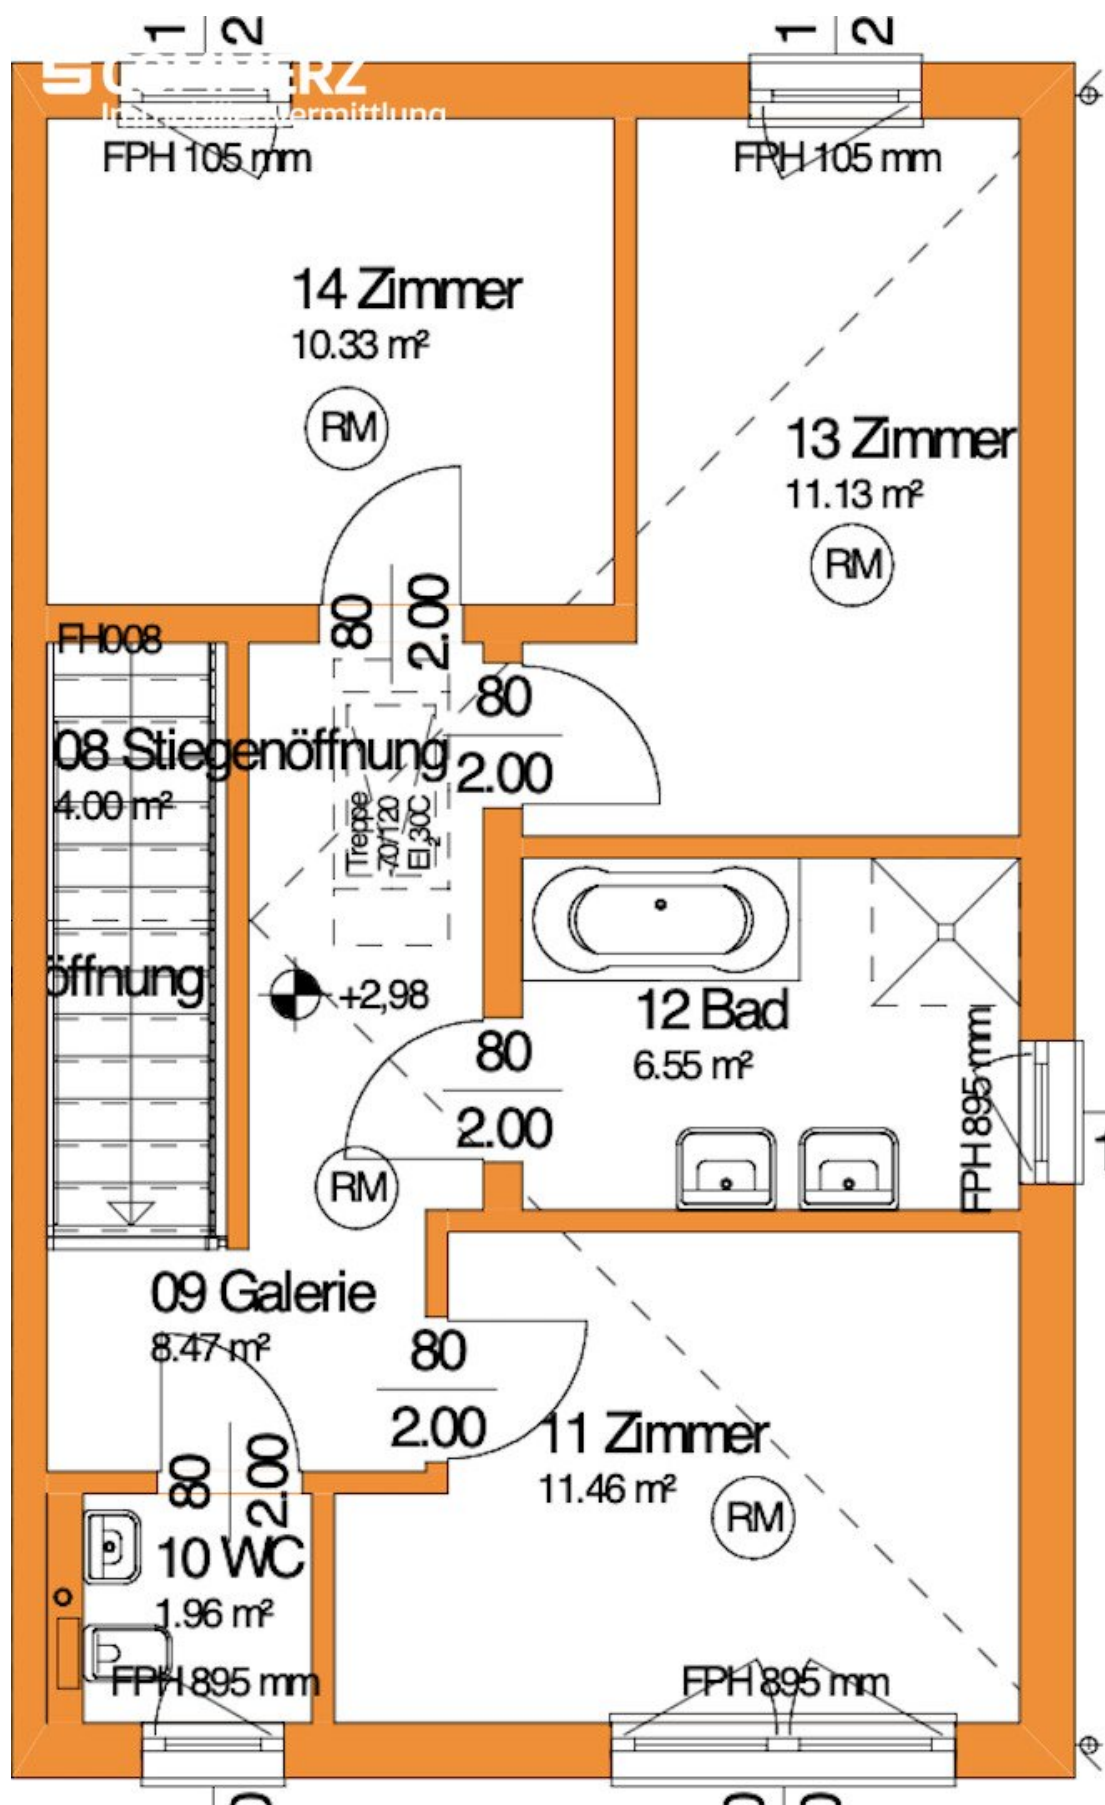 1
2
1
2
COMMERZ
Immobilienvermittlung
FPH 105 mm
FPH 105 mm
14 Zimmer
10.33 m²
RM
13 Zimmer
11.13 m²
RM
80
2.00
FH008
80
2.00
08 Stiegenöffnung
4.00 m²
Treppe
70/120
EI₂30C
öffnung
+2,98
12 Bad
6.55 m²
80
2.00
FPH 895 mm
1
RM
09 Galerie
8.47 m²
80
2.00
11 Zimmer
11.46 m²
RM
80
2.00
10 WC
1.96 m²
FPH 895 mm
FPH 895 mm